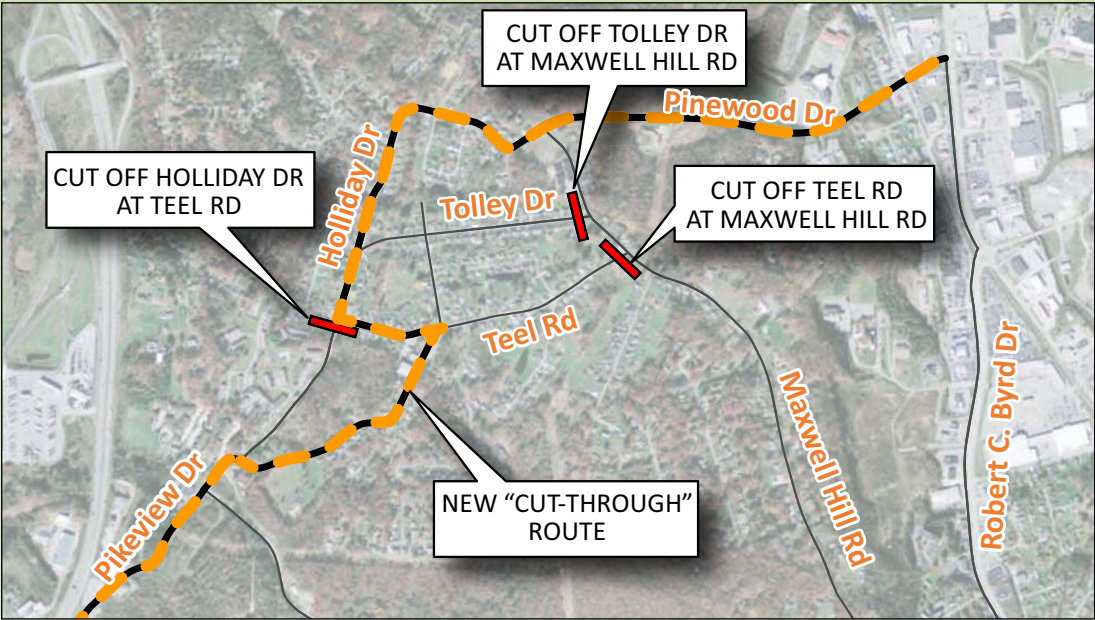 CUT OFF TOLLEY DR
AT MAXWELL HILL RD
Pinewood Dr
CUT OFF HOLLIDAY DR
AT TEEL RD
Holliday Dr
Tolley Dr
CUT OFF TEEL RD
AT MAXWELL HILL RD
Teel Rd
Maxwell Hill Rd
Robert C. Byrd Dr
Pikeview Dr
NEW “CUT-THROUGH”
ROUTE